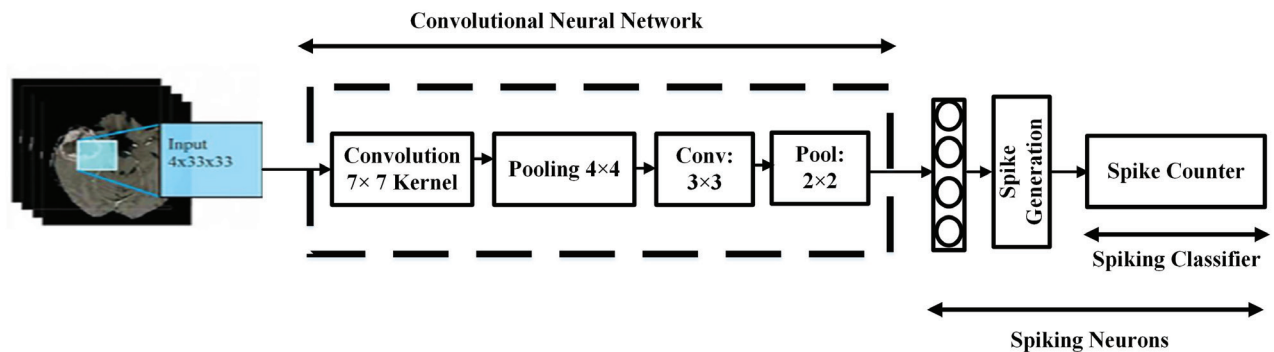 Convolutional Neural Network
Input
4x33x33
Convolution
7× 7 Kernel
Pooling 4×4
Conv:
3×3
Pool:
2×2
Spike
Generation
Spike Counter
Spiking Classifier
Spiking Neurons